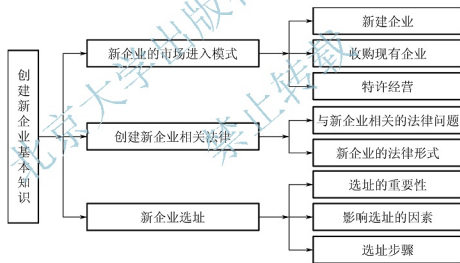 创建新企业基本知识
新企业的市场进入模式
新建企业
收购现有企业
特许经营
创建新企业相关法律
与新企业相关的法律问题
新企业的法律形式
新企业选址
选址的重要性
影响选址的因素
选址步骤
北京大学出版社
禁止转载